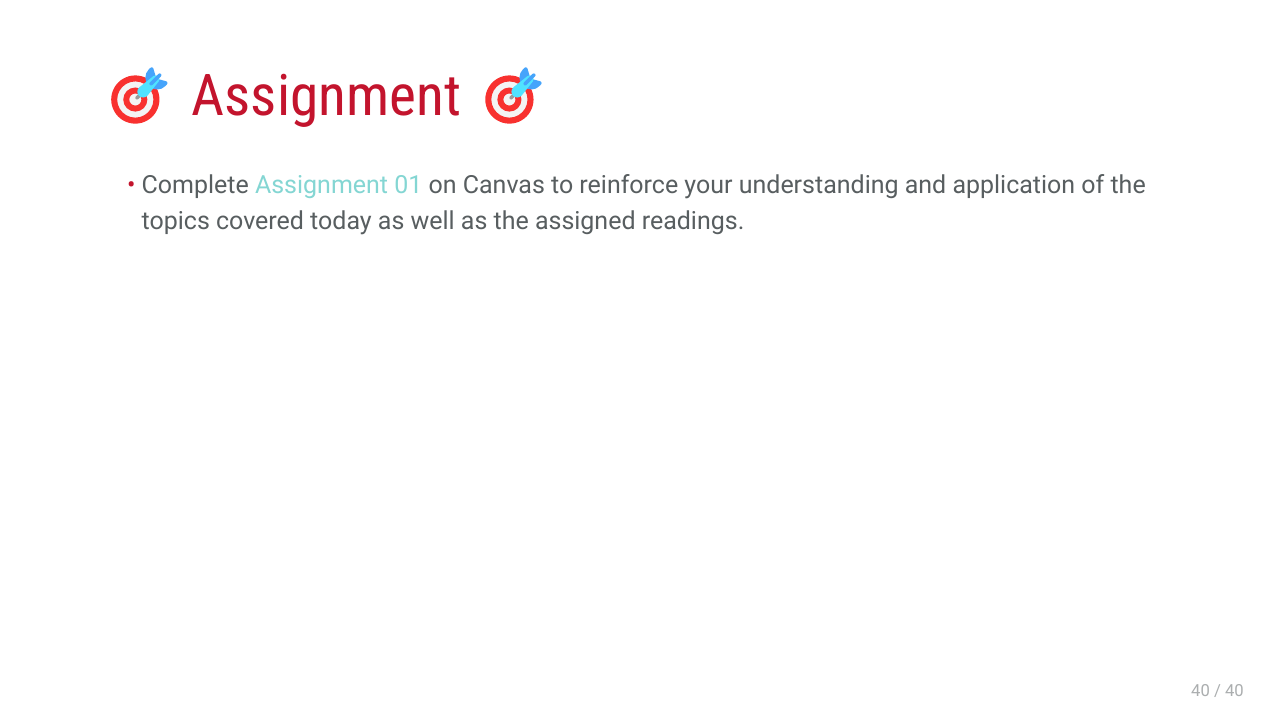 🎯 Assignment 🎯
• Complete Assignment 01 on Canvas to reinforce your understanding and application of the
topics covered today as well as the assigned readings.
40 / 40